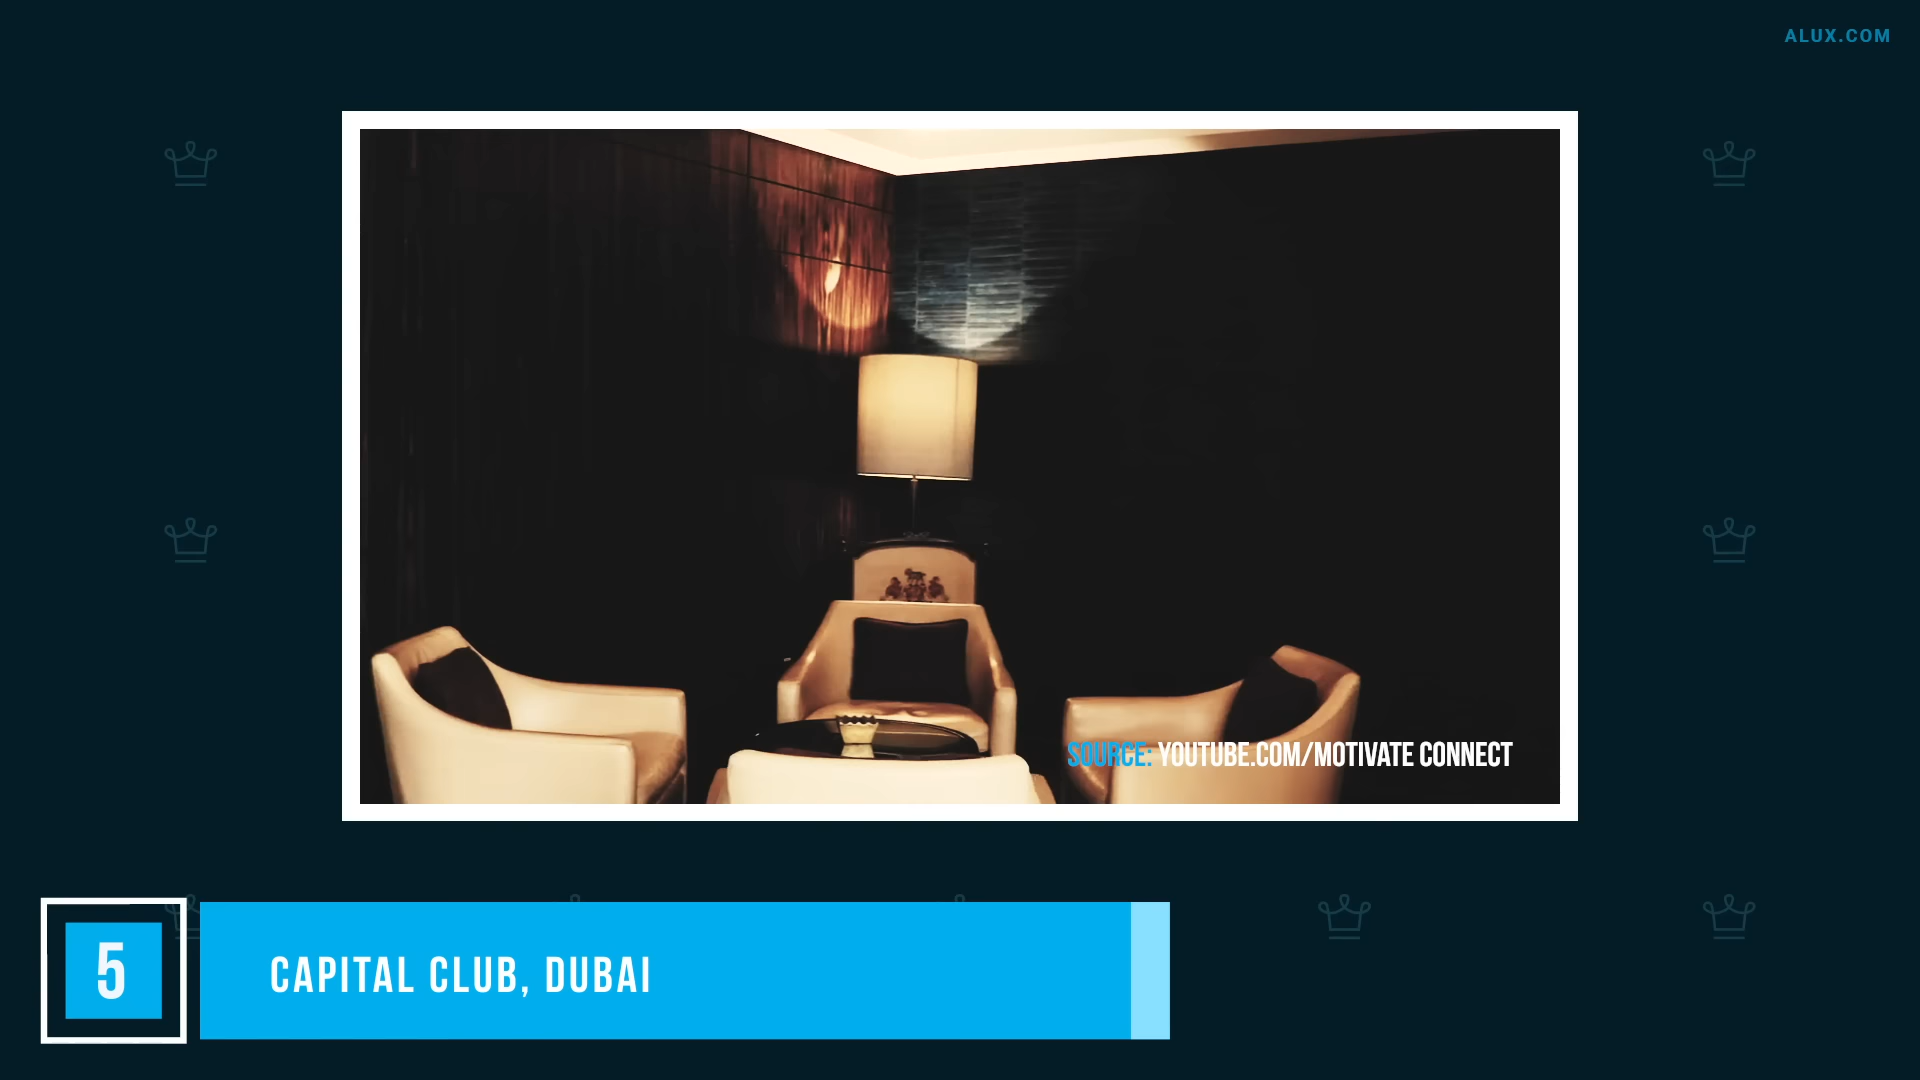 ALUX.COM
SOURCE: YOUTUBE.COM/MOTIVATE CONNECT
5
CAPITAL CLUB, DUBAI